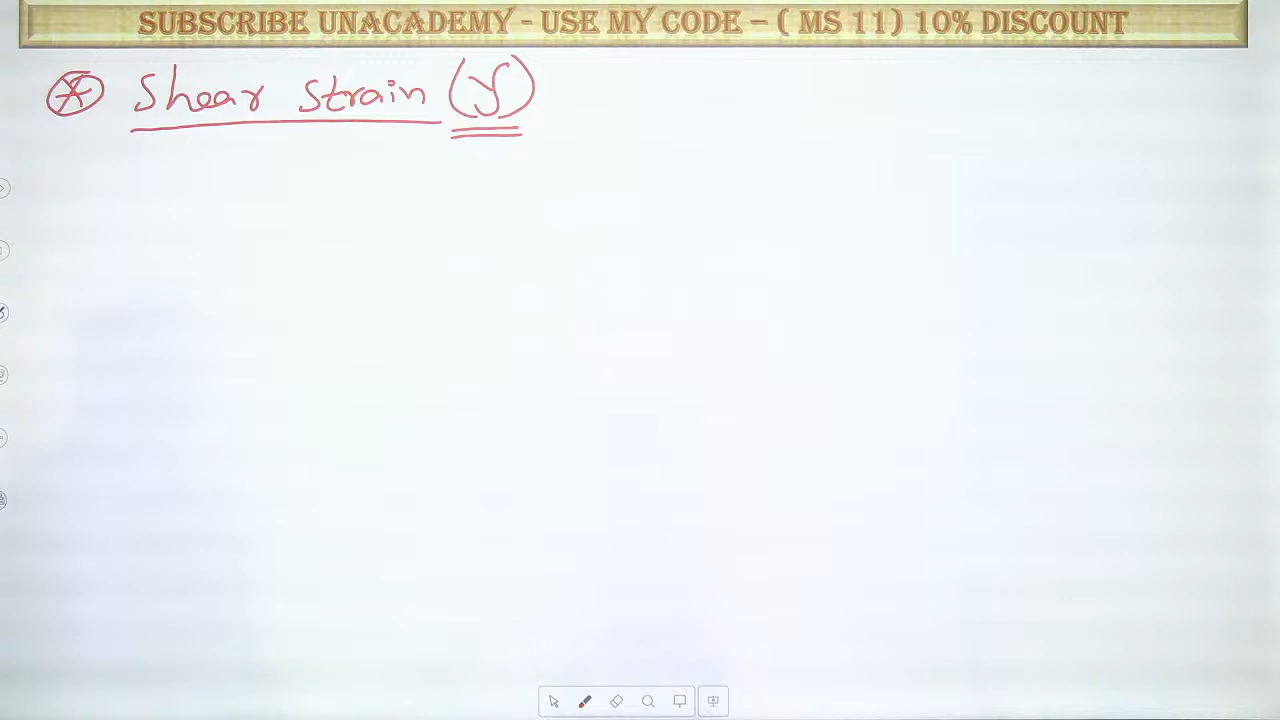 SUBSCRIBE UNACADEMY - USE MY CODE – ( MS 11) 10% DISCOUNT
Shear strain (γ)